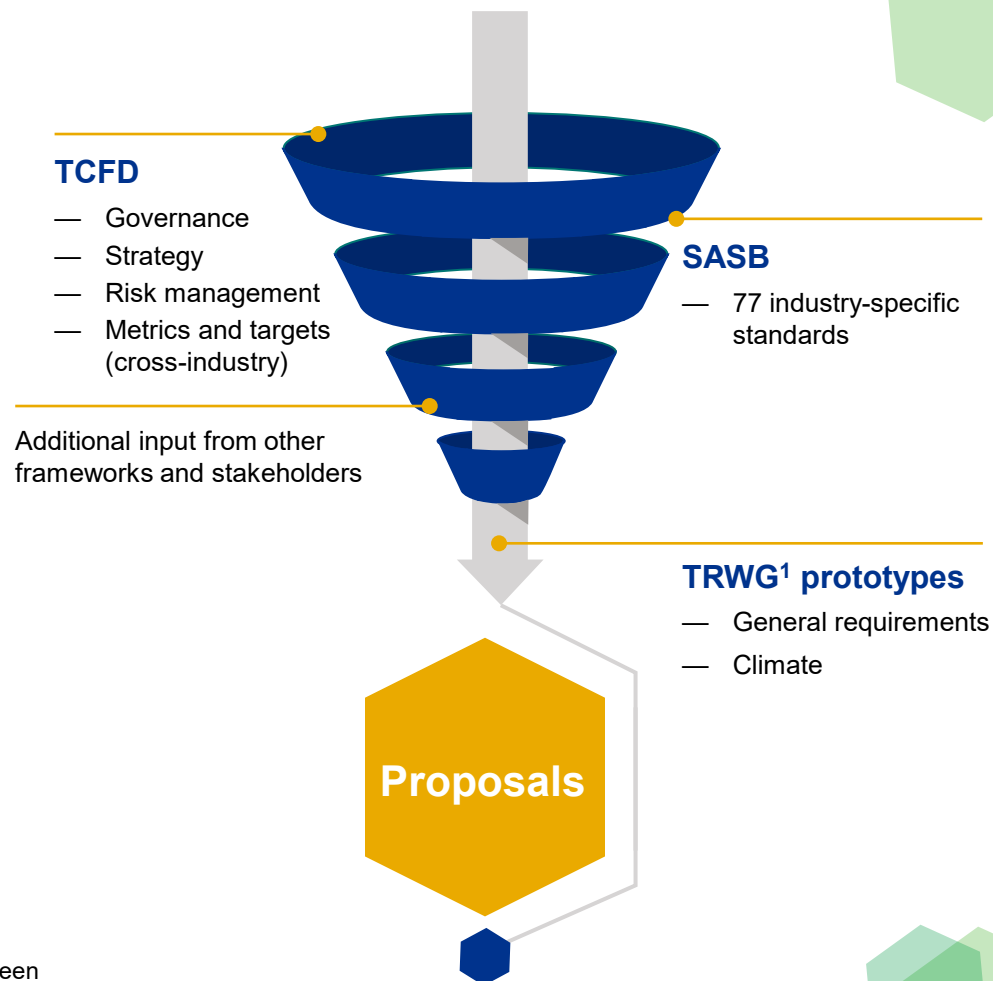 TCFD
— Governance
— Strategy
— Risk management
— Metrics and targets
(cross-industry)
SASB
— 77 industry-specific
standards
Additional input from other
frameworks and stakeholders
TRWG¹ prototypes
— General requirements
— Climate
Proposals
een